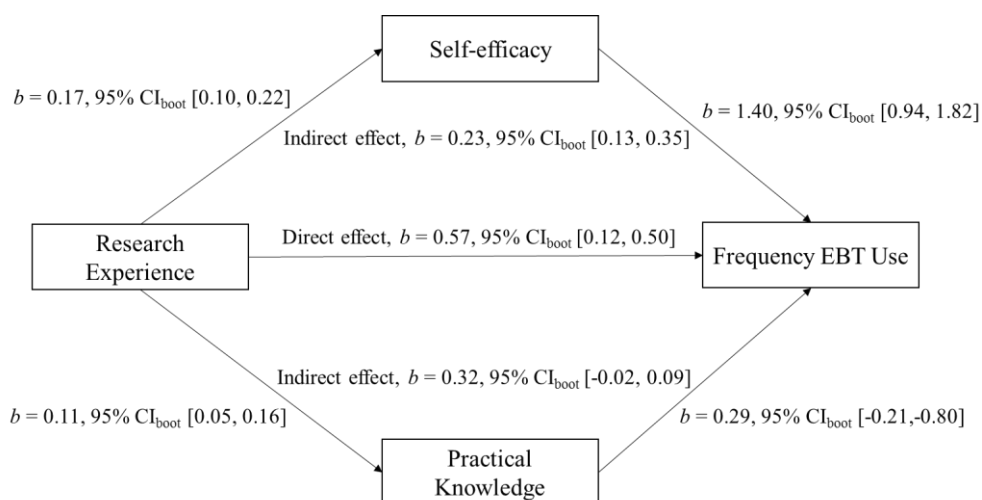 Self-efficacy
b = 0.17, 95% CIboot [0.10, 0.22]
b = 1.40, 95% CIboot [0.94, 1.82]
Indirect effect, b = 0.23, 95% CIboot [0.13, 0.35]
Research
Experience
Direct effect, b = 0.57, 95% CIboot [0.12, 0.50]
Frequency EBT Use
Indirect effect, b = 0.32, 95% CIboot [-0.02, 0.09]
b = 0.11, 95% CIboot [0.05, 0.16]
b = 0.29, 95% CIboot [-0.21,-0.80]
Practical
Knowledge